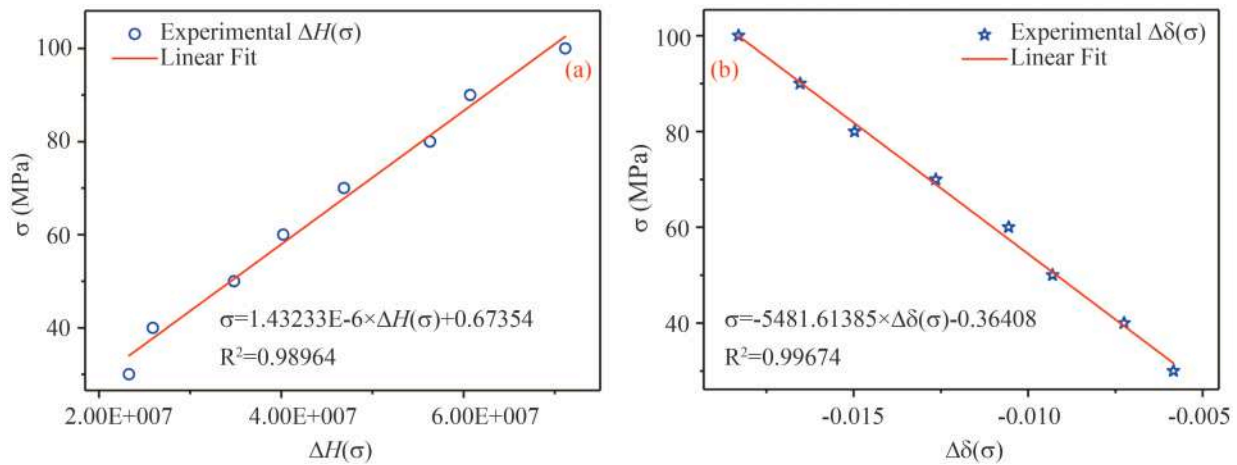 Experimental ΔH(σ)
Linear Fit
(a)
σ (MPa)
100
80
60
40
σ=1.43233E-6×ΔH(σ)+0.67354
R²=0.98964
2.00E+007 4.00E+007 6.00E+007
ΔH(σ)
Experimental Δδ(σ)
Linear Fit
(b)
σ (MPa)
100
80
60
40
σ=-5481.61385×Δδ(σ)-0.36408
R²=0.99674
-0.015 -0.010 -0.005
Δδ(σ)